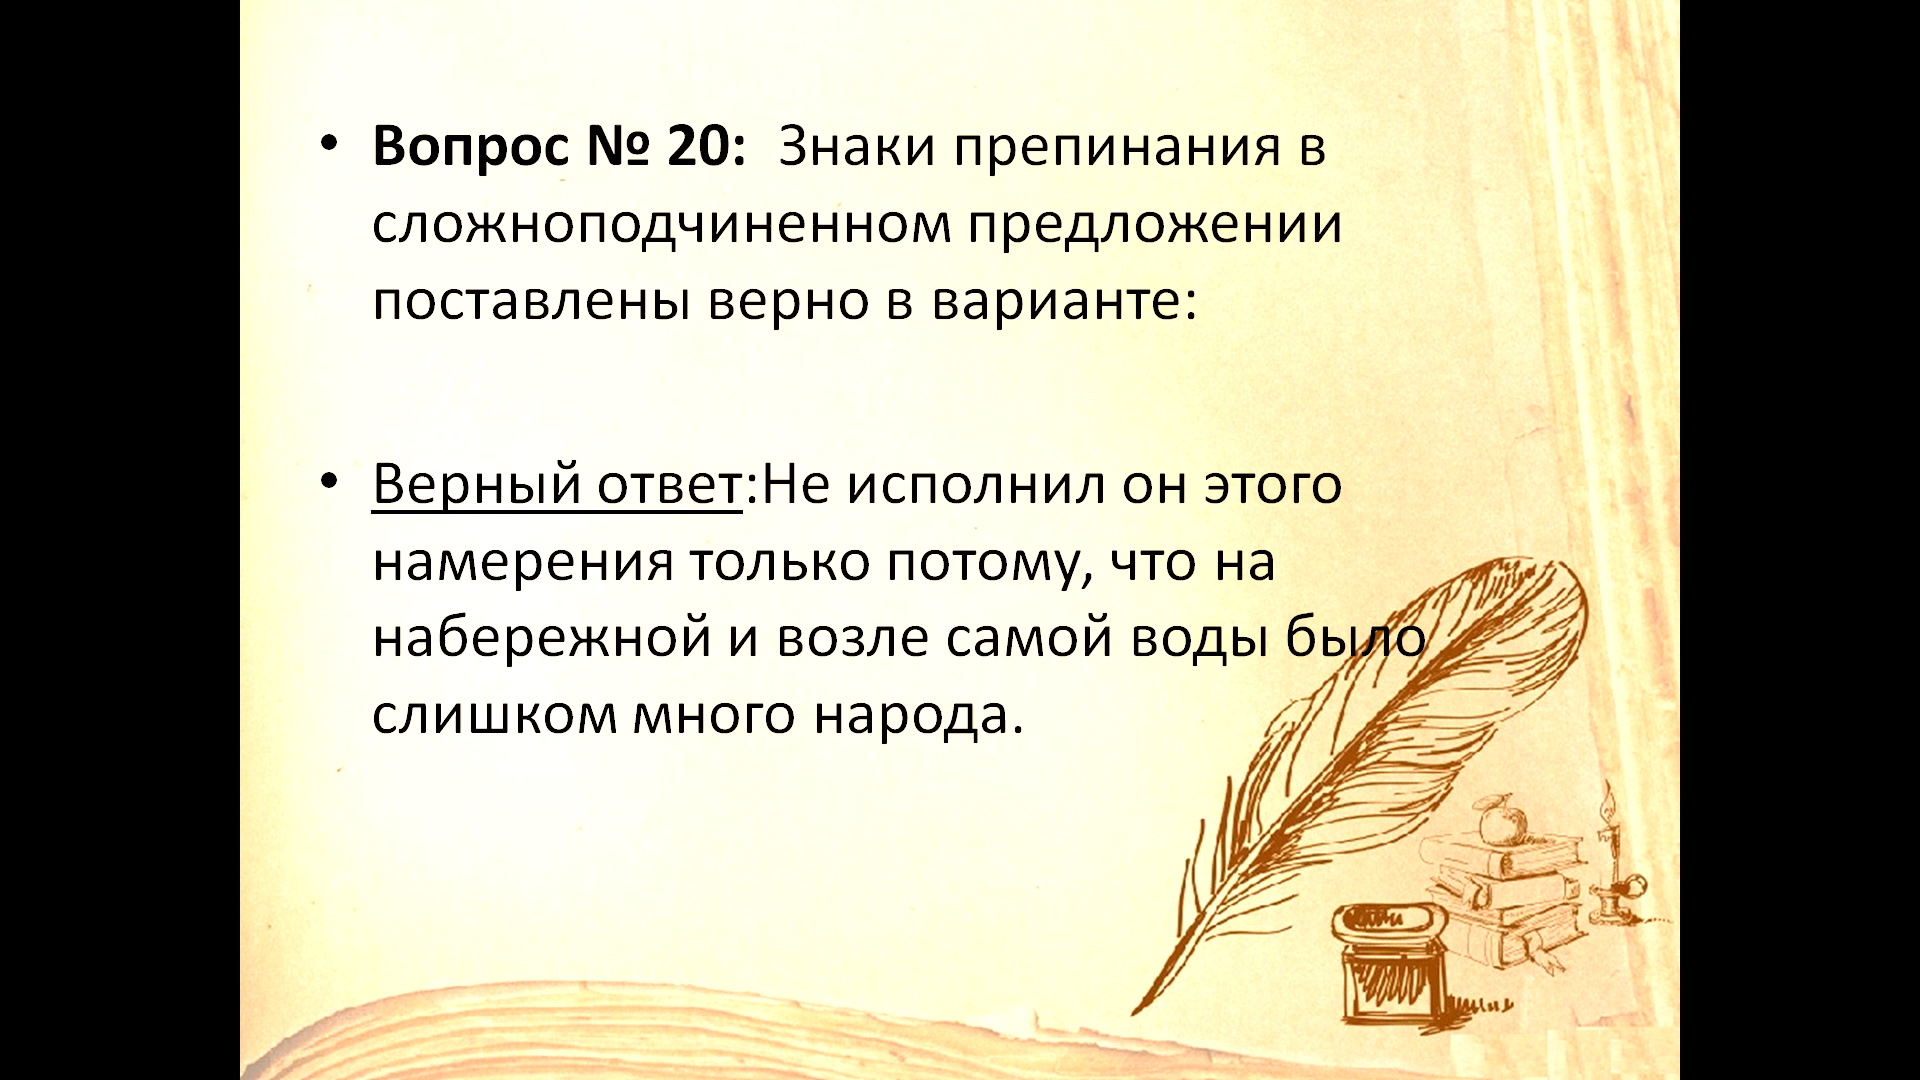 • Вопрос № 20:  Знаки препинания в
сложноподчиненном предложении
поставлены верно в варианте:
• Верный ответ:Не исполнил он этого
намерения только потому, что на
набережной и возле самой воды было
слишком много народа.